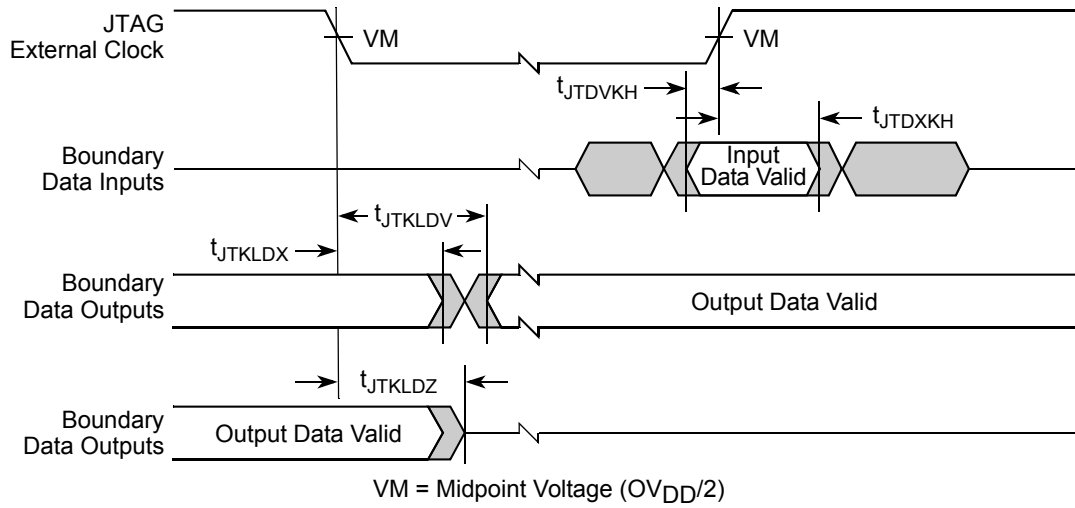 JTAG
External Clock
VM
VM
tJTDVKH
tJTDXKH
Boundary
Data Inputs
Input
Data Valid
tJTKLDV
tJTKLDX
Boundary
Data Outputs
Output Data Valid
tJTKLDZ
Boundary
Data Outputs
Output Data Valid
VM = Midpoint Voltage (OVDD/2)